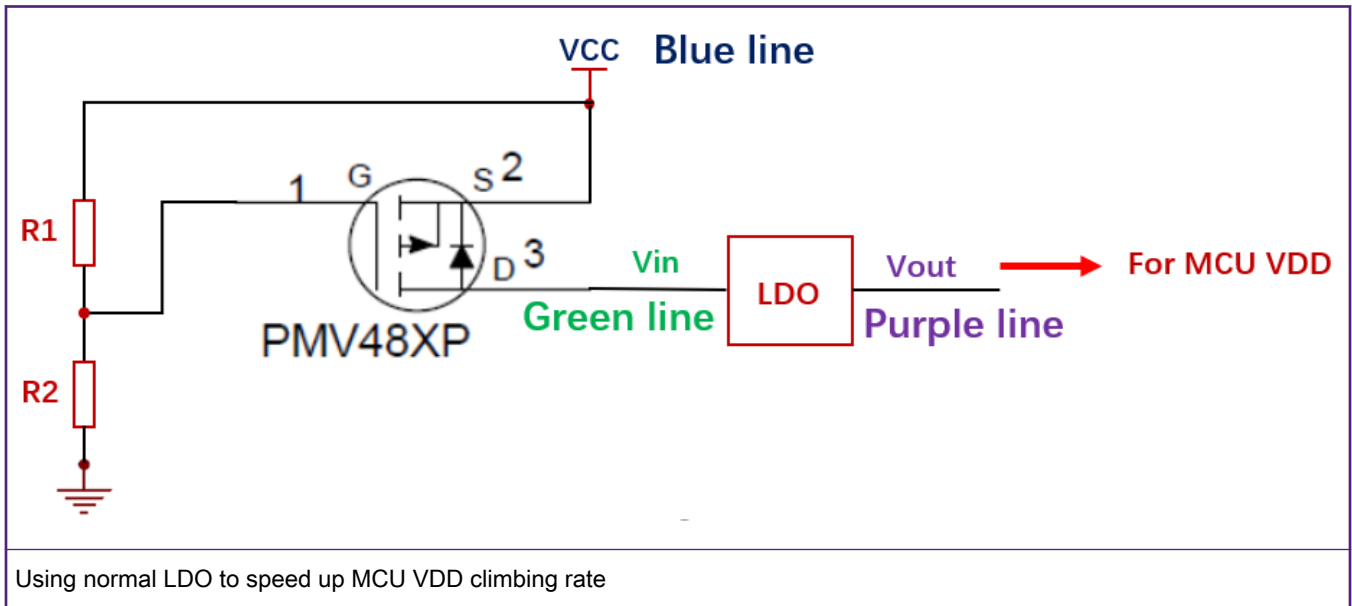 VCC Blue line
R1
1 G S 2
D 3
Vin
Green line
LDO
Vout
Purple line
For MCU VDD
PMV48XP
R2
Using normal LDO to speed up MCU VDD climbing rate